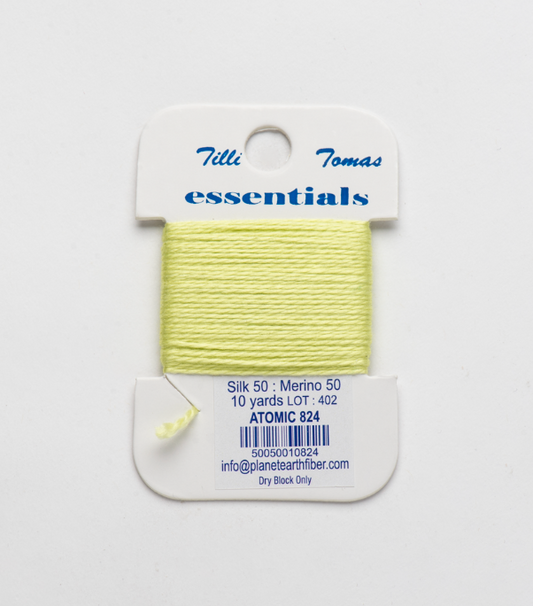 Tilli Tomas
essentials
Silk 50 : Merino 50
10 yards LOT : 402
ATOMIC 824
50050010824
info@planetearthfiber.com
Dry Block Only